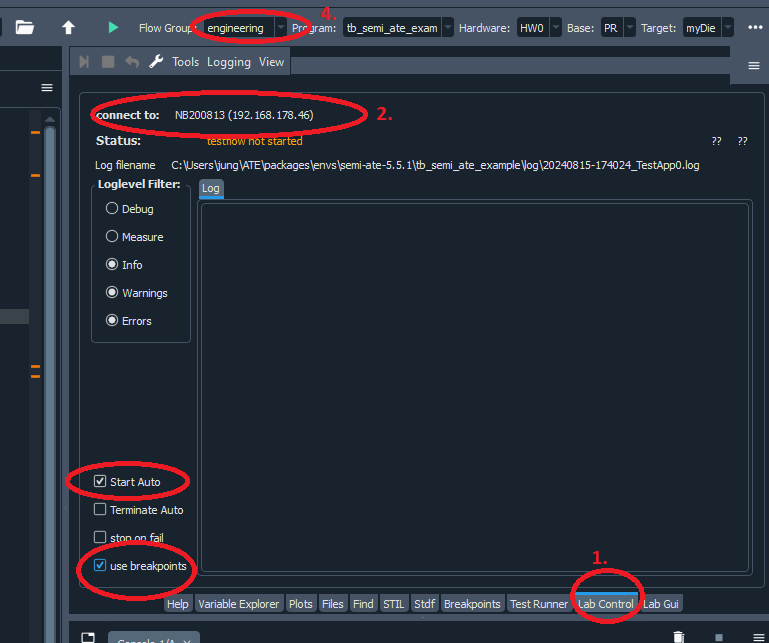 4.
Flow Group: engineering Program: tb_semi_ate_exam Hardware: HW0 Base: PR Target: myDie
Tools Logging View
connect to: NB200813 (192.168.178.46) 2.
Status: testflow not started ?? ??
Log filename C:\Users\jung\ATE\packages\envs\semi-ate-5.5.1\tb_semi_ate_example\log\20240815-174024_TestApp0.log
Loglevel Filter: Log
Debug
Measure
Info
Warnings
Errors
Start Auto
Terminate Auto
stop on fail
use breakpoints
1.
Help Variable Explorer Plots Files Find STIL Stdf Breakpoints Test Runner Lab Control Lab Gui
Console 1/A